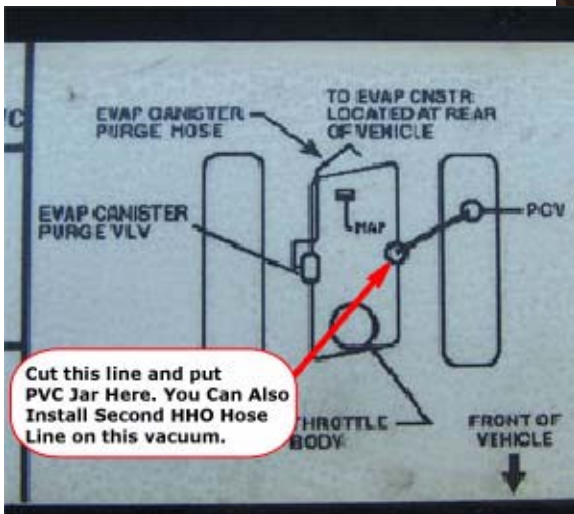 EVAP CANISTER
PURGE HOSE
TO EVAP CNSTR
LOCATED AT REAR
OF VEHICLE
EVAP CANISTER
PURGE VLV
MAP
PCV
Cut this line and put
PVC Jar Here. You Can Also
Install Second HHO Hose
Line on this vacuum.
THROTTLE
BODY
FRONT OF
VEHICLE